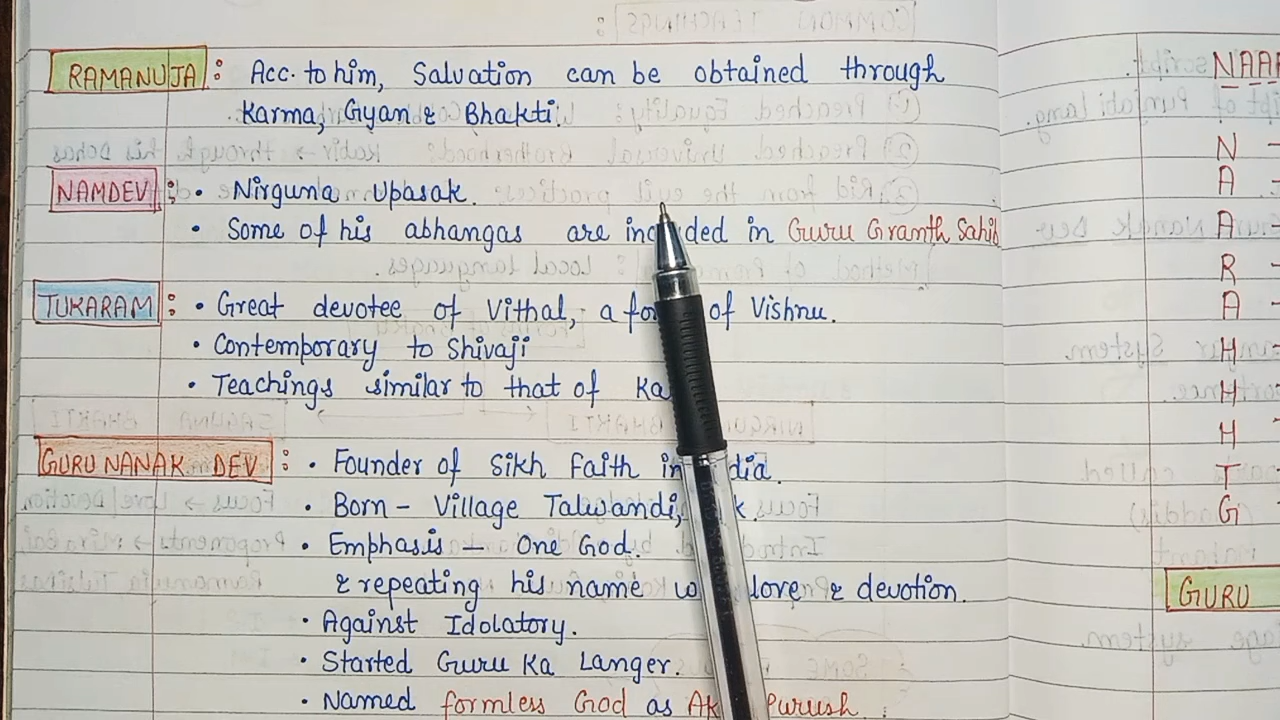 RAMANUJA : Acc. to him, Salvation can be obtained through
Karma, Gyan & Bhakti.
NAMDEV : • Nirguna Upasak.
• Some of his abhangas are in ded in Guru Granth Sahib
TUKARAM : • Great devotee of Vithal, a fo of Vishnu.
• Contemporary to Shivaji
• Teachings similar to that of Ka
GURU NANAK DEV : • Founder of Sikh Faith in dia.
• Born - Village Talwandi, k.
• Emphasis - One God.
& repeating his name love & devotion.
• Against Idolatory.
• Started Guru Ka Langer.
• Named formless God as Ak Purush.
NAA
N -
A -
A -
R -
A -
H -
H -
H
T -
G -
GURU